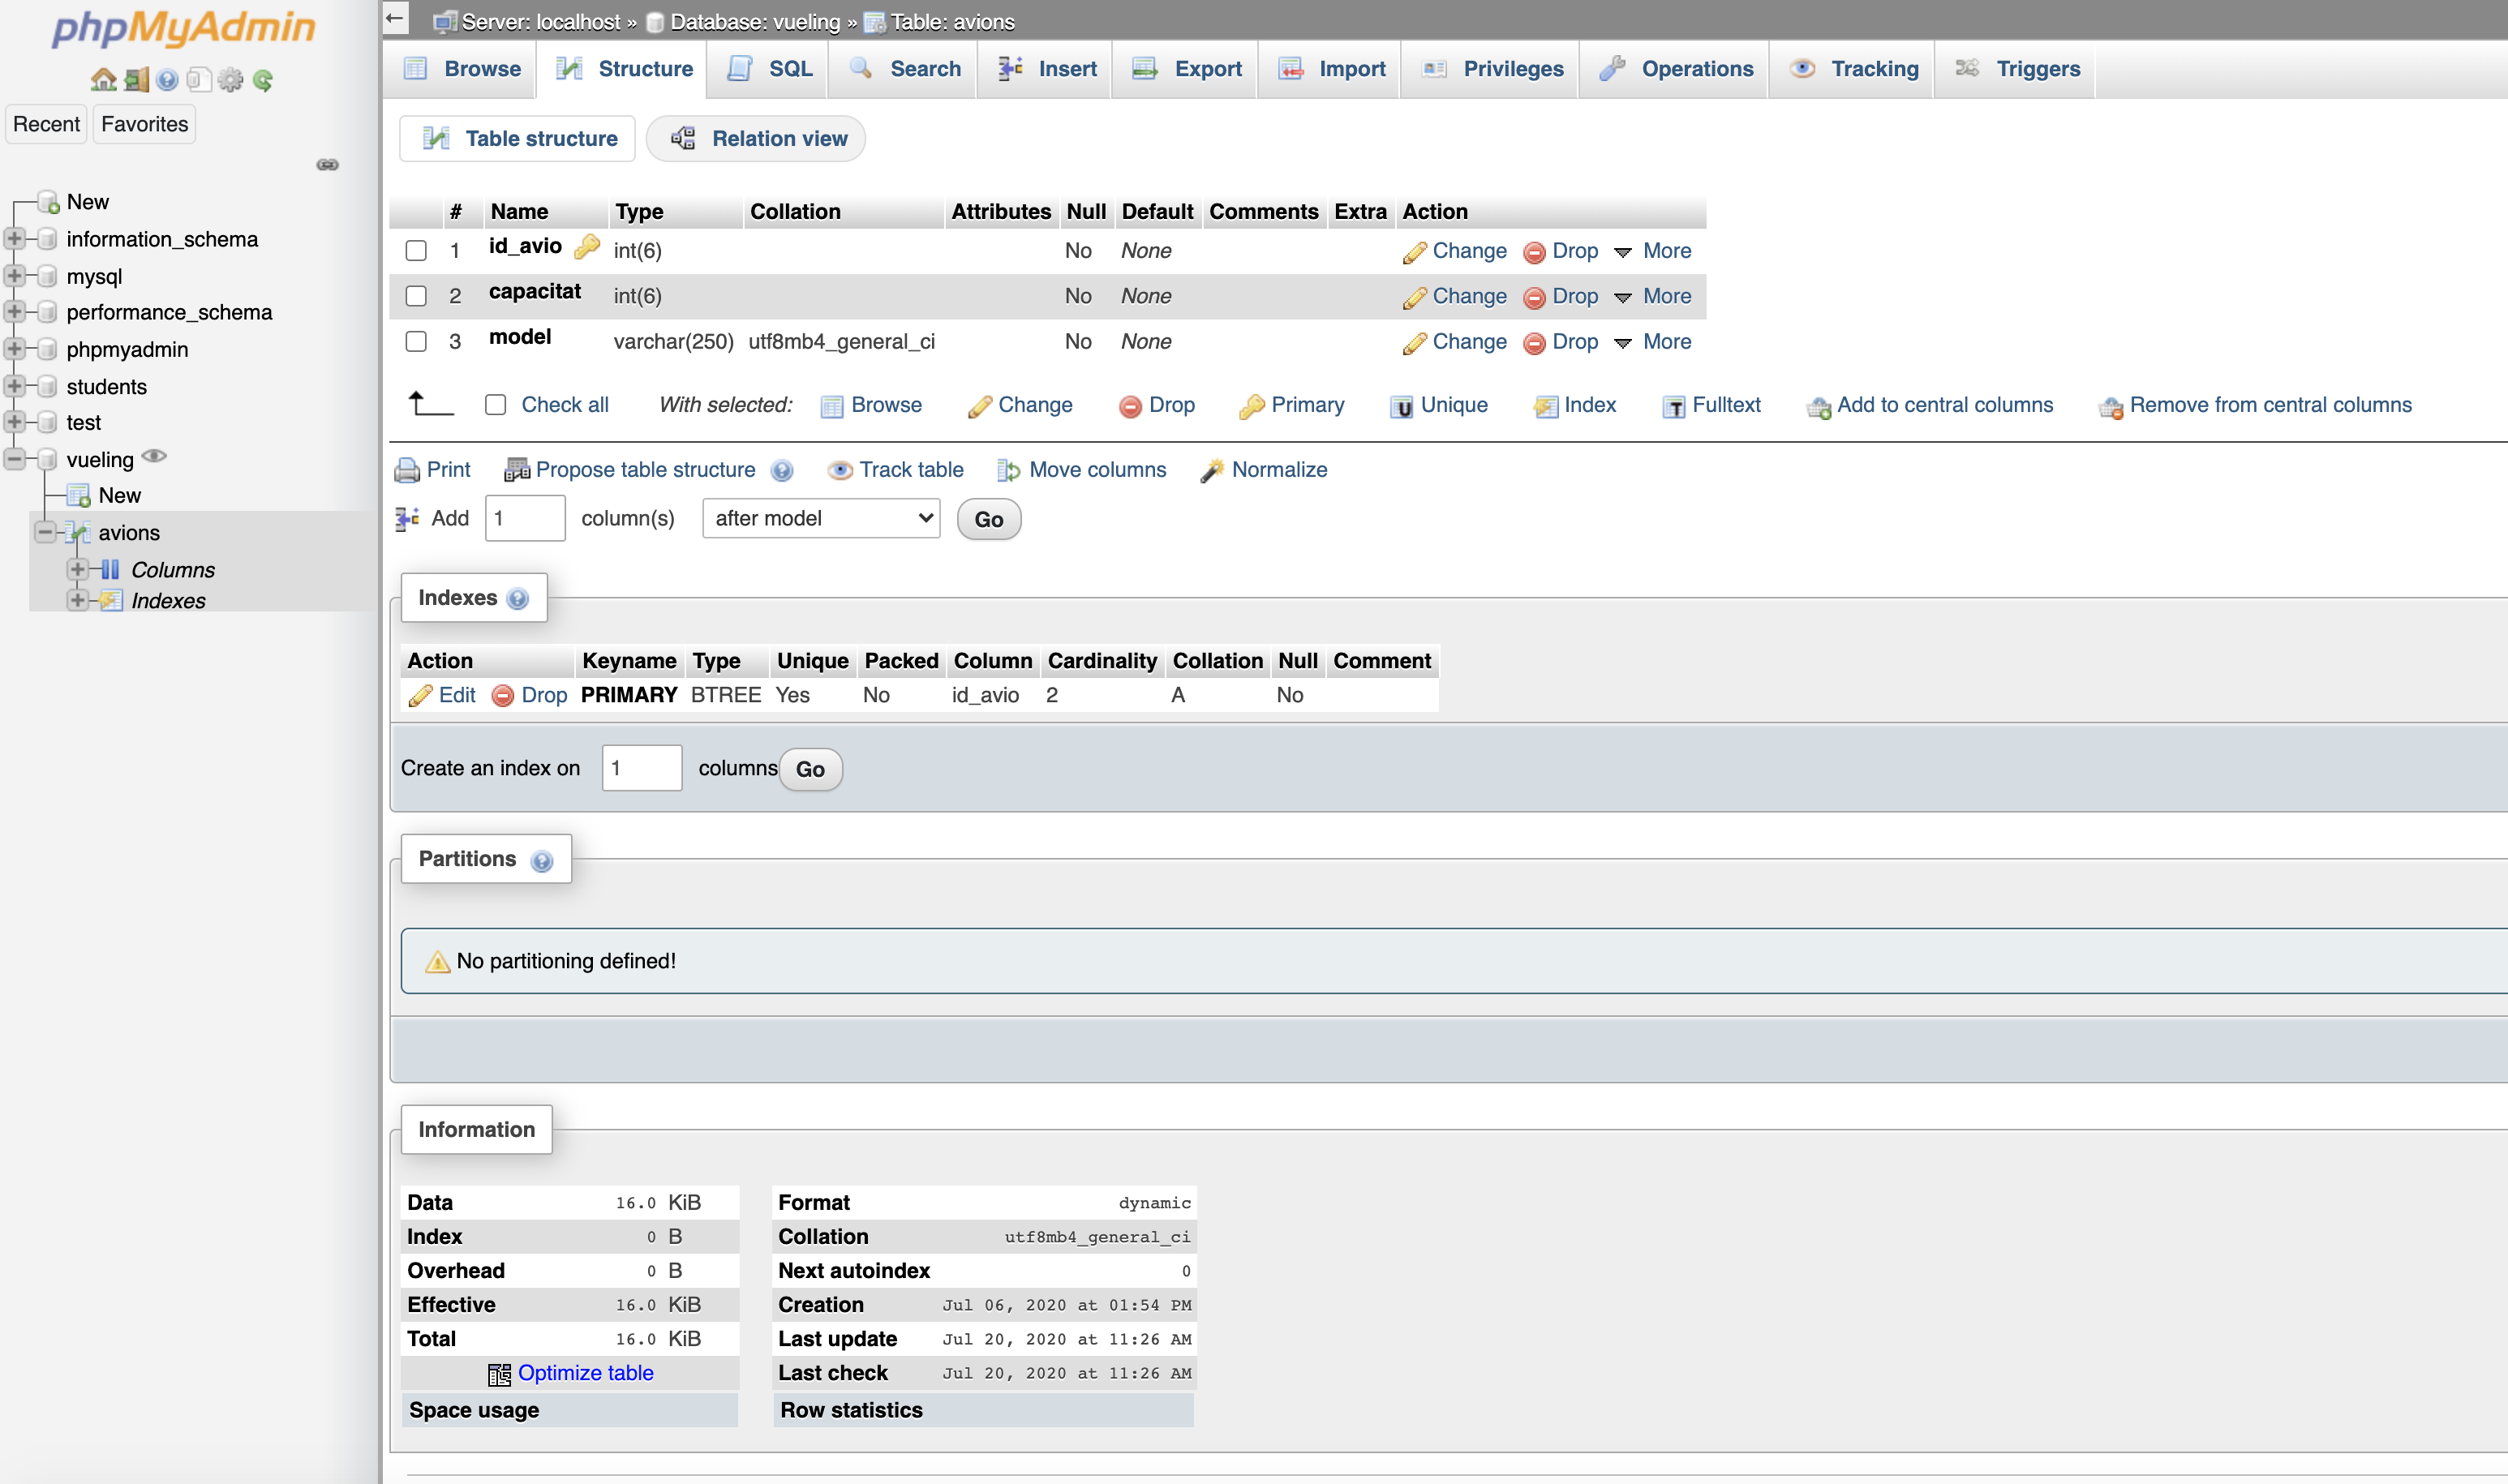 phpMyAdmin
Recent Favorites
New
information_schema
mysql
performance_schema
phpmyadmin
students
test
vueling
New
avions
Columns
Indexes
Server: localhost » Database: vueling » Table: avions
Browse Structure SQL Search Insert Export Import Privileges Operations Tracking Triggers
Table structure Relation view
# Name Type Collation Attributes Null Default Comments Extra Action
1 id_avio int(6) No None Change Drop More
2 capacitat int(6) No None Change Drop More
3 model varchar(250) utf8mb4_general_ci No None Change Drop More
Check all With selected: Browse Change Drop Primary Unique Index Fulltext Add to central columns Remove from central columns
Print Propose table structure Track table Move columns Normalize
Add 1 column(s) after model Go
Indexes
Action Keyname Type Unique Packed Column Cardinality Collation Null Comment
Edit Drop PRIMARY BTREE Yes No id_avio 2 A No
Create an index on 1 columns Go
Partitions
No partitioning defined!
Information
Data 16.0 KiB
Index 0 B
Overhead 0 B
Effective 16.0 KiB
Total 16.0 KiB
Optimize table
Space usage
Format dynamic
Collation utf8mb4_general_ci
Next autoindex 0
Creation Jul 06, 2020 at 01:54 PM
Last update Jul 20, 2020 at 11:26 AM
Last check Jul 20, 2020 at 11:26 AM
Row statistics